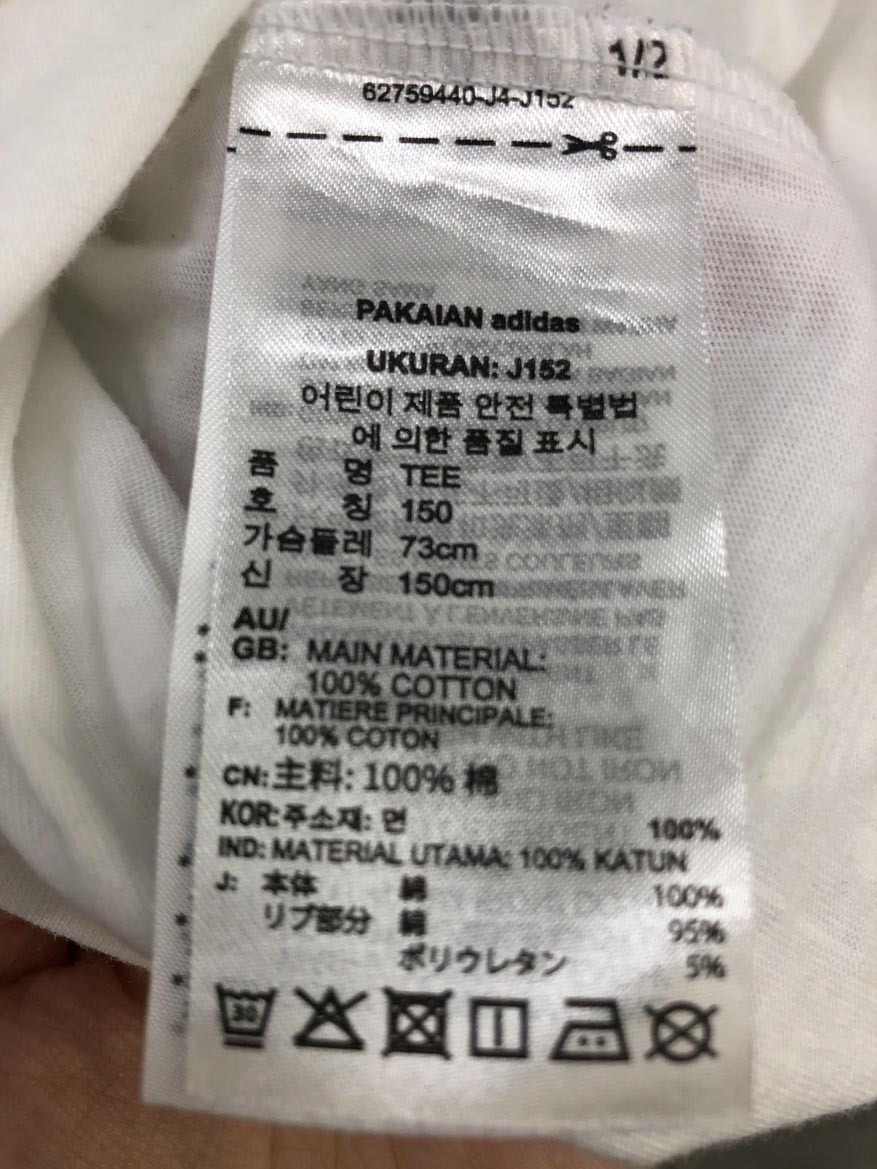 1/2
62759440-J4-J152
PAKAIAN adidas
UKURAN: J152
어린이 제품 안전 특별법
에 의한 품질 표시
품 명 TEE
호 칭 150
가슴둘레 73cm
신 장 150cm
AU/
GB: MAIN MATERIAL:
100% COTTON
F: MATIERE PRINCIPALE:
100% COTON
CN: 主料: 100% 棉
KOR: 주소재: 면 100%
IND: MATERIAL UTAMA: 100% KATUN
J: 本体 綿 100%
リブ部分 綿 95%
ポリウレタン 5%
30